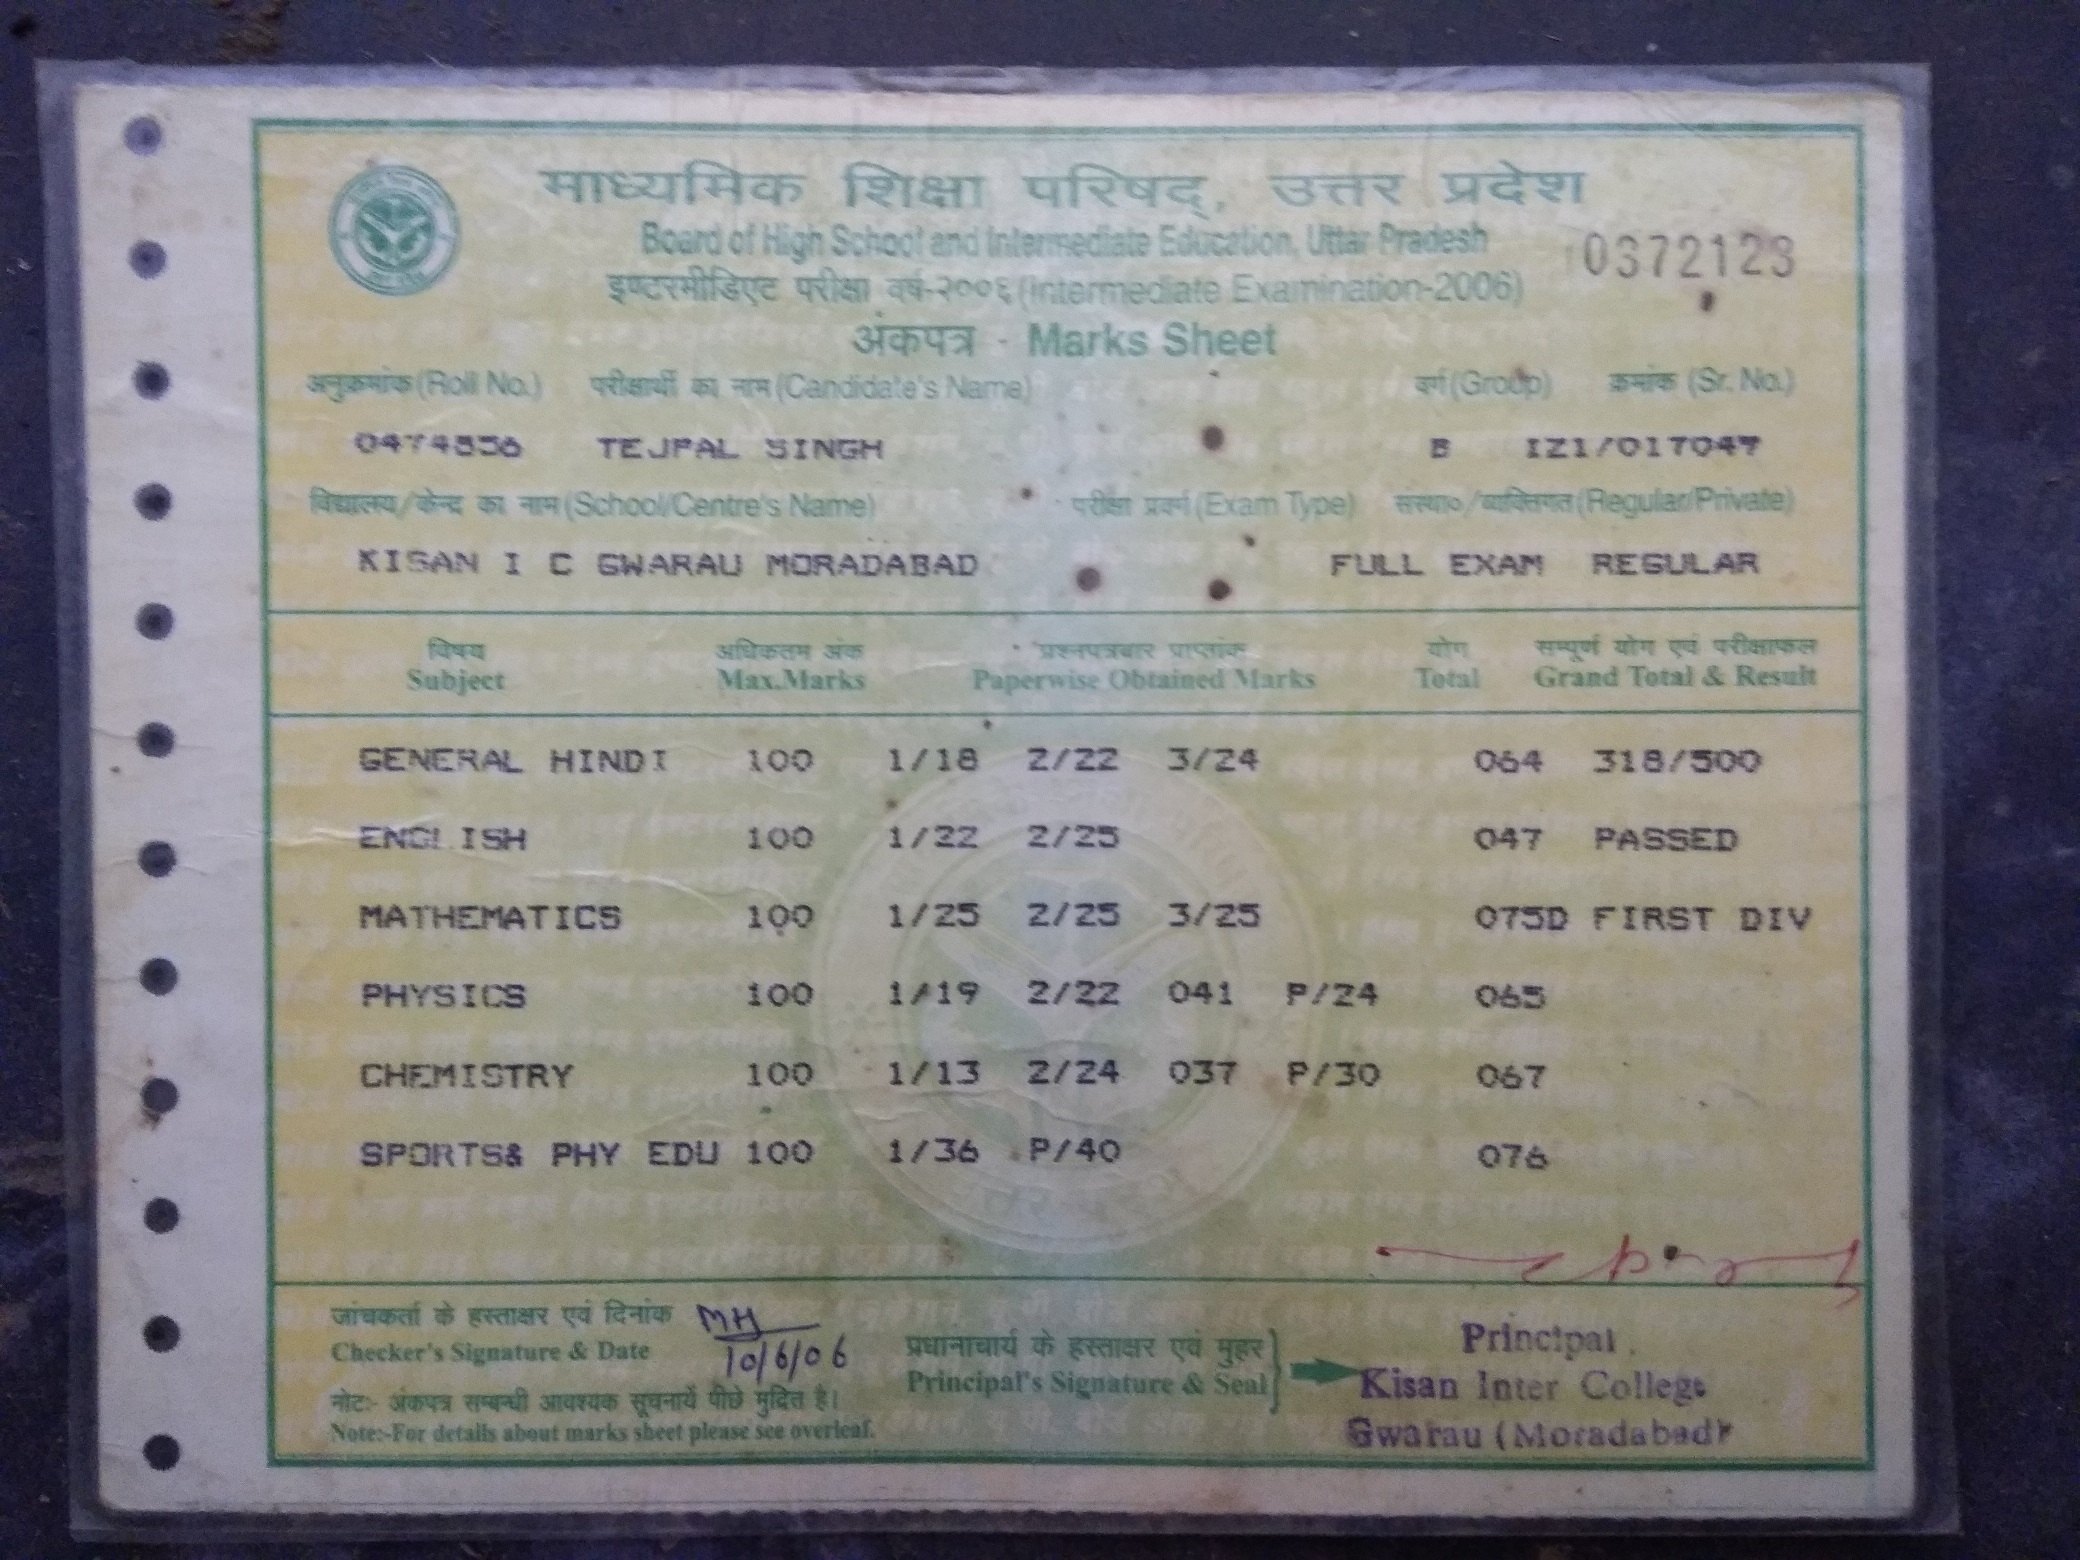 माध्यमिक शिक्षा परिषद्, उत्तर प्रदेश
Board of High School and Intermediate Education, Uttar Pradesh
0372123
इण्टरमीडिएट परीक्षा वर्ष-२००६ (Intermediate Examination-2006)
अंकपत्र - Marks Sheet
अनुक्रमांक (Roll No.) परीक्षार्थी का नाम (Candidate's Name) वर्ग (Group) क्रमांक (Sr. No.)
0474856 TEJPAL SINGH B IZ1/017047
विद्यालय/केन्द का नाम (School/Centre's Name) परीक्षा प्रवर्ग (Exam Type) संस्था०/व्यक्तिगत (Regular/Private)
KISAN I C GWARAU MORADABAD FULL EXAM REGULAR
विषय अधिकतम अंक प्रश्नपत्रवार प्राप्तांक योग सम्पूर्ण योग एवं परीक्षाफल
Subject Max.Marks Paperwise Obtained Marks Total Grand Total & Result
GENERAL HINDI 100 1/18 2/22 3/24 064 318/500
ENGLISH 100 1/22 2/25 047 PASSED
MATHEMATICS 100 1/25 2/25 3/25 075D FIRST DIV
PHYSICS 100 1/19 2/22 041 P/24 065
CHEMISTRY 100 1/13 2/24 037 P/30 067
SPORTS& PHY EDU 100 1/36 P/40 076
जांचकर्ता के हस्ताक्षर एवं दिनांक MH
Checker's Signature & Date 10/6/06
प्रधानाचार्य के हस्ताक्षर एवं मुहर
Principal's Signature & Seal
Principal
Kisan Inter College
Gwarau (Moradabad)
नोट:- अंकपत्र सम्बन्धी आवश्यक सूचनायें पीछे मुद्रित है।
Note:-For details about marks sheet please see overleaf.